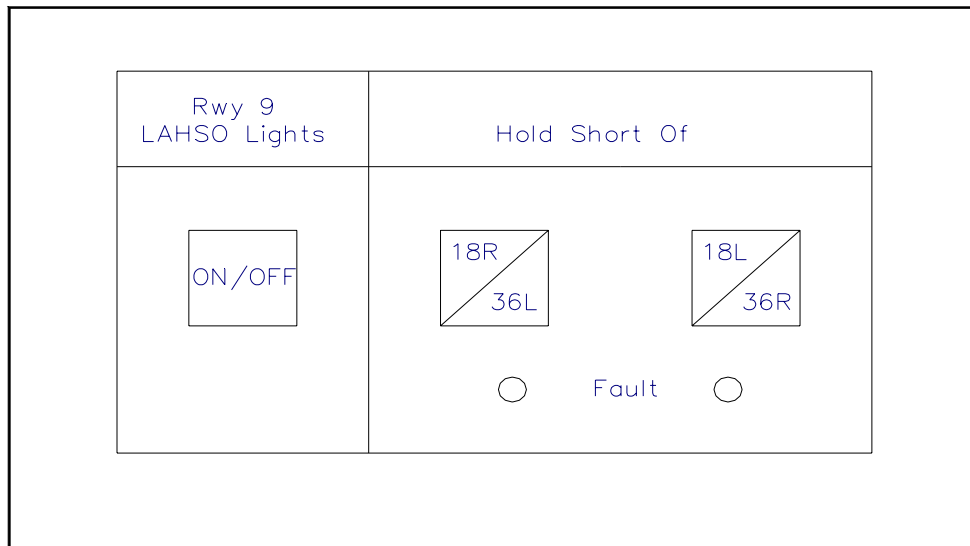 Rwy 9
LAHSO Lights
Hold Short Of
ON/OFF
18R
36L
18L
36R
Fault